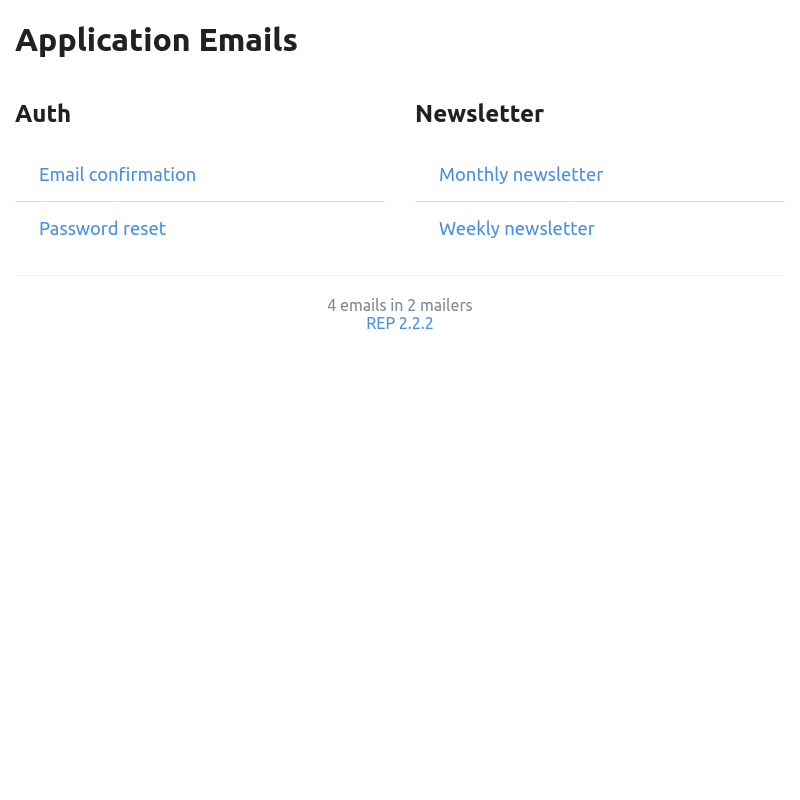 Application Emails
Auth
Email confirmation
Password reset
Newsletter
Monthly newsletter
Weekly newsletter
4 emails in 2 mailers
REP 2.2.2